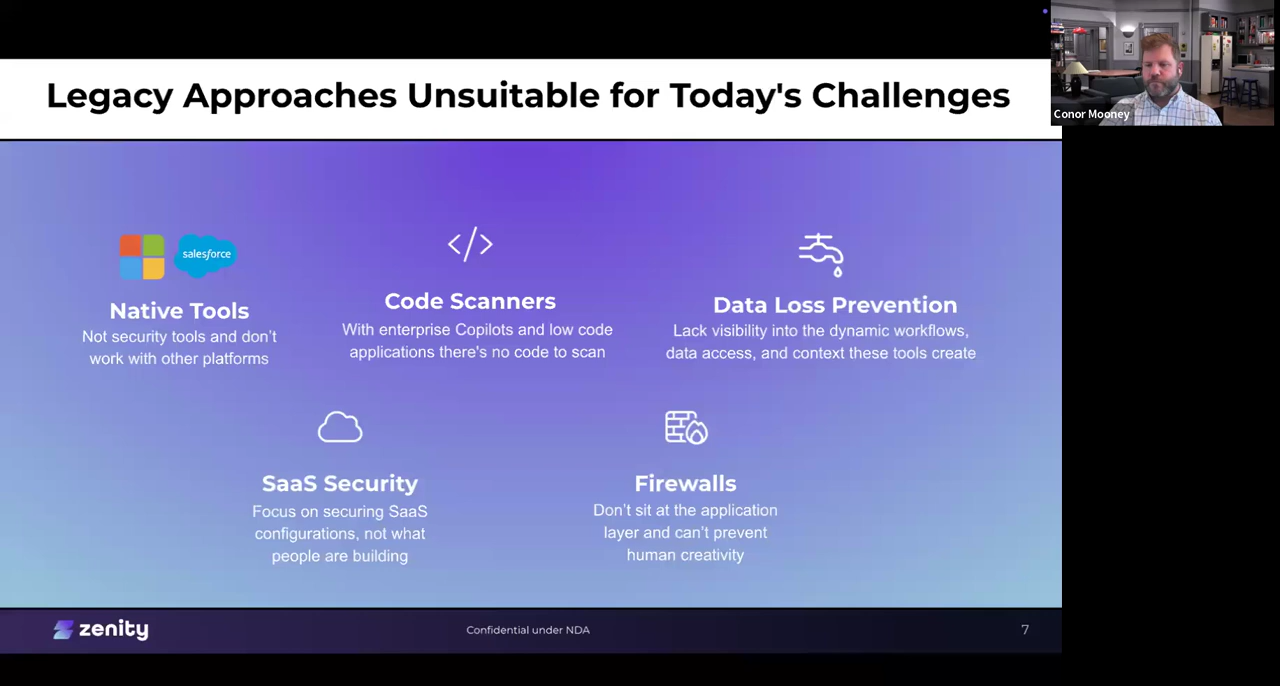 Legacy Approaches Unsuitable for Today's Challenges
Conor Mooney
salesforce
Native Tools
Not security tools and don’t
work with other platforms
</>
Code Scanners
With enterprise Copilots and low code
applications there's no code to scan
Data Loss Prevention
Lack visibility into the dynamic workflows,
data access, and context these tools create
SaaS Security
Focus on securing SaaS
configurations, not what
people are building
Firewalls
Don’t sit at the application
layer and can’t prevent
human creativity
zenity
Confidential under NDA
7